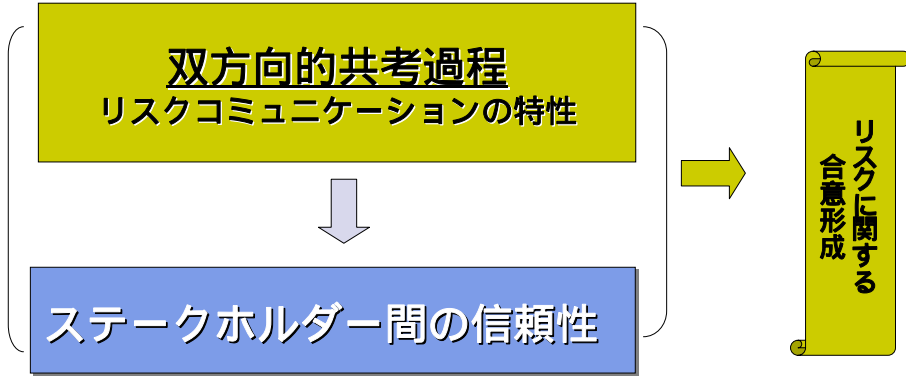 双方向的共考過程
リスクコミュニケーションの特性
ステークホルダー間の信頼性
リスクに関する
合意形成